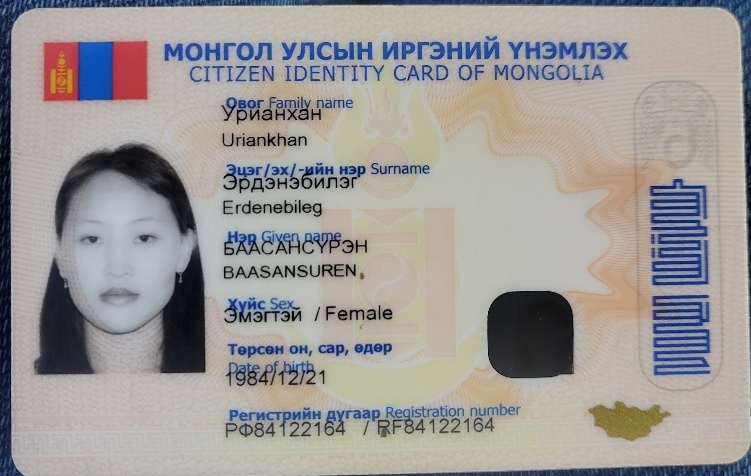 МОНГОЛ УЛСЫН ИРГЭНИЙ ҮНЭМЛЭХ
CITIZEN IDENTITY CARD OF MONGOLIA
Овог Family name
Урианхан
Uriankhan
Эцэг/эх/-ийн нэр Surname
Эрдэнэбилэг
Erdenebileg
Нэр Given name
БААСАНСҮРЭН
BAASANSUREN
Хүйс Sex
Эмэгтэй / Female
Төрсөн он, сар, өдөр
Date of birth
1984/12/21
Регистрийн дугаар Registration number
РФ84122164 / RF84122164